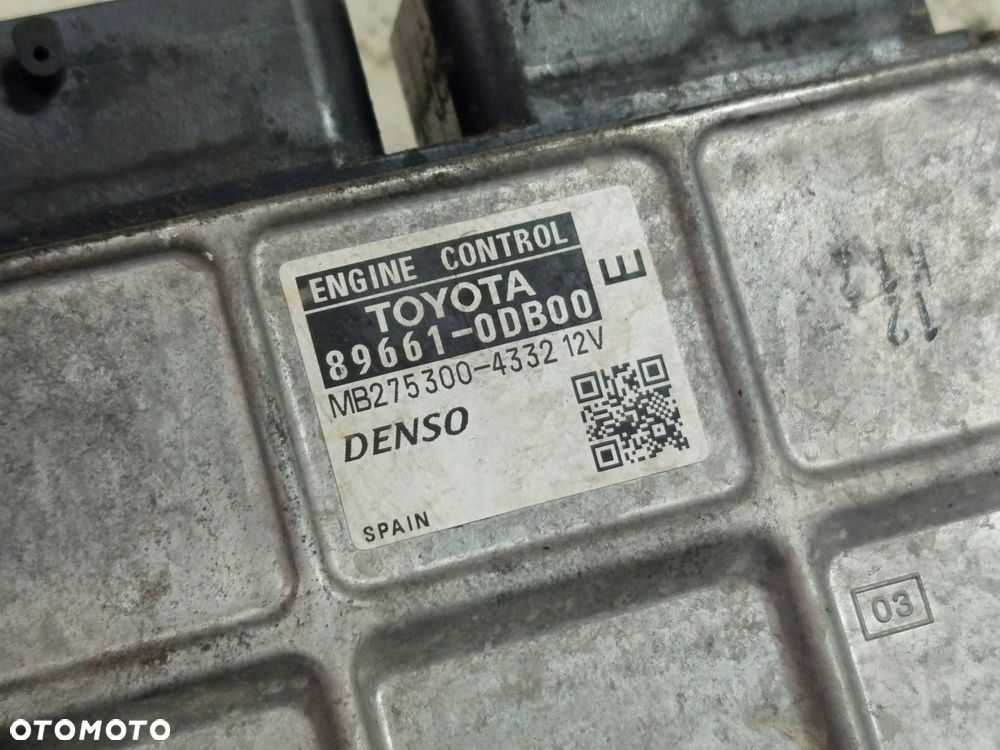 ENGINE CONTROL
TOYOTA
89661-0DB00
E
MB275300-4332 12V
DENSO
SPAIN
03
OTOMOTO